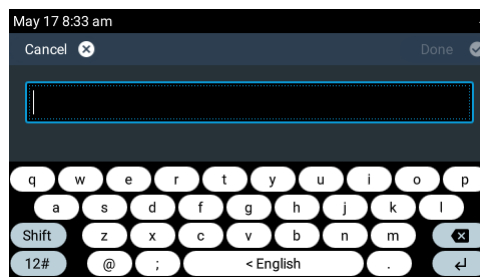 May 17 8:33 am
Cancel Done
q w e r t y u i o p
a s d f g h j k l
Shift z x c v b n m
12# @ ; < English .